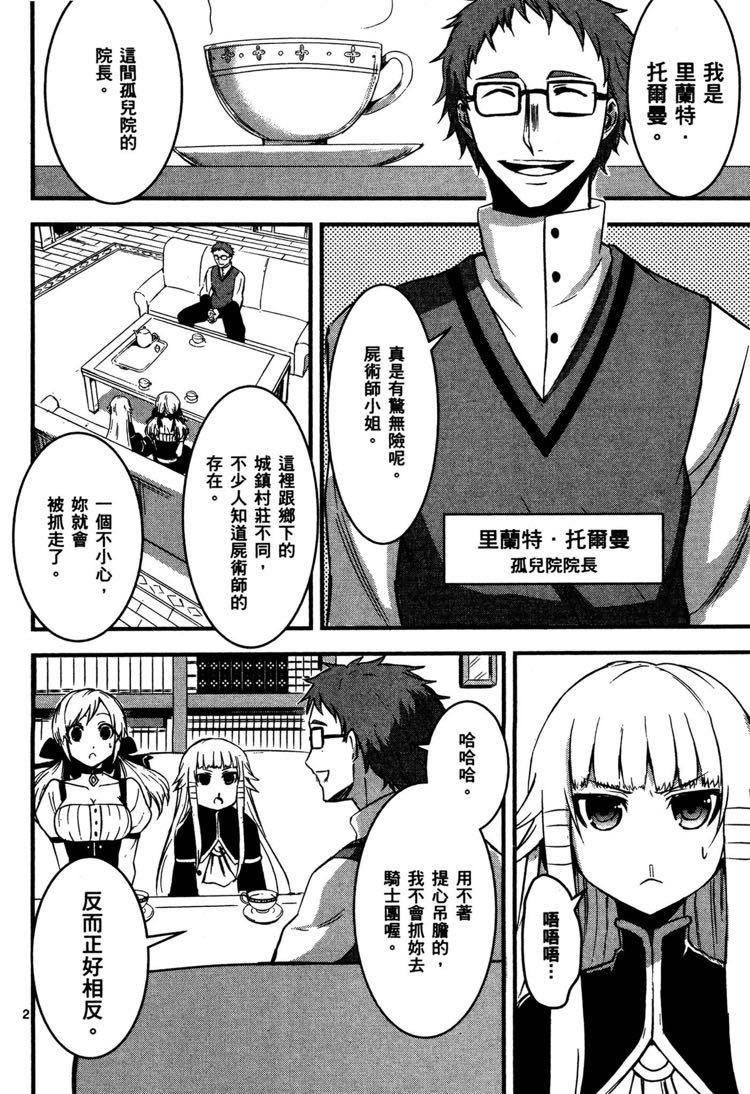 我是
里蘭特·
托爾曼。
這間孤兒院的
院長。
真是有驚無險呢。
屍術師小姐。
里蘭特·托爾曼
孤兒院院長
這裡跟鄉下的
城鎮村莊不同，
不少人知道屍術師的
存在。
一個不小心，
妳就會
被抓走了。
唔唔唔…
哈哈哈。
用不著
提心吊膽的，
我不會抓妳去
騎士團喔。
反而正好相反。
2